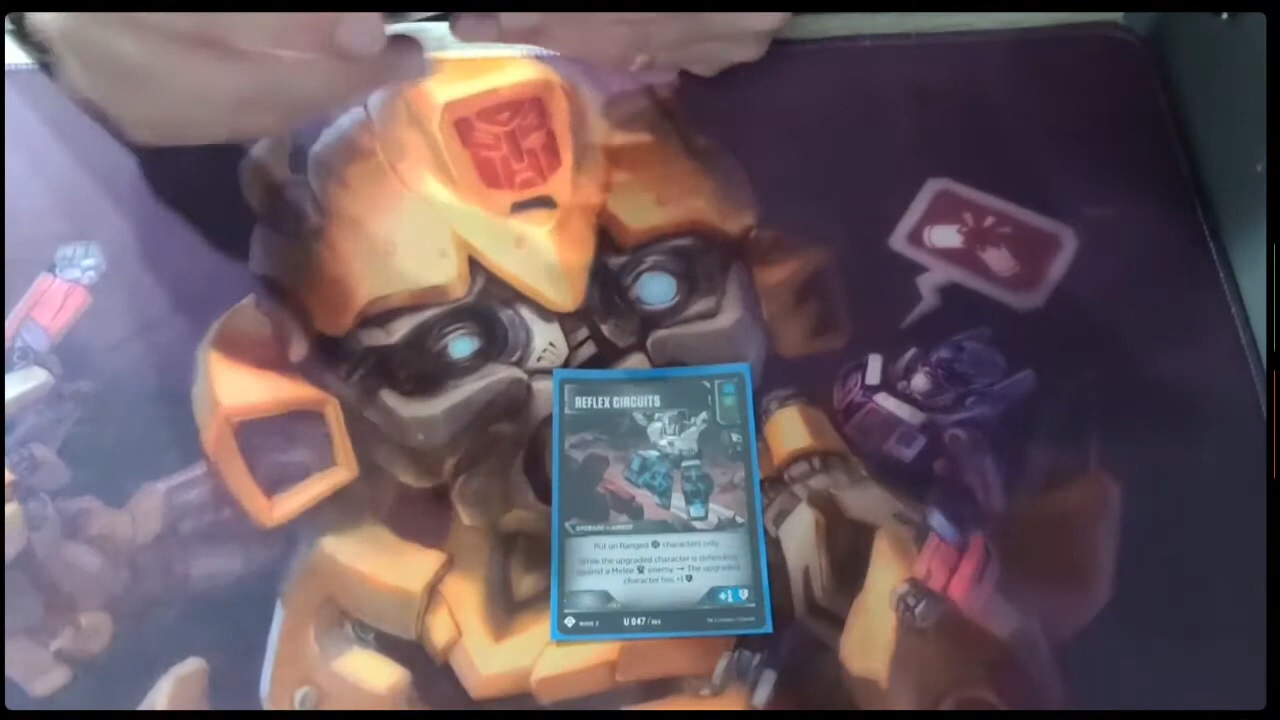 REFLEX CIRCUITS
UPGRADE • ARMOR
Put on Ranged characters only.
While the upgraded character is defending
against a Melee enemy → The upgraded
character has +1
+1
U 047 /